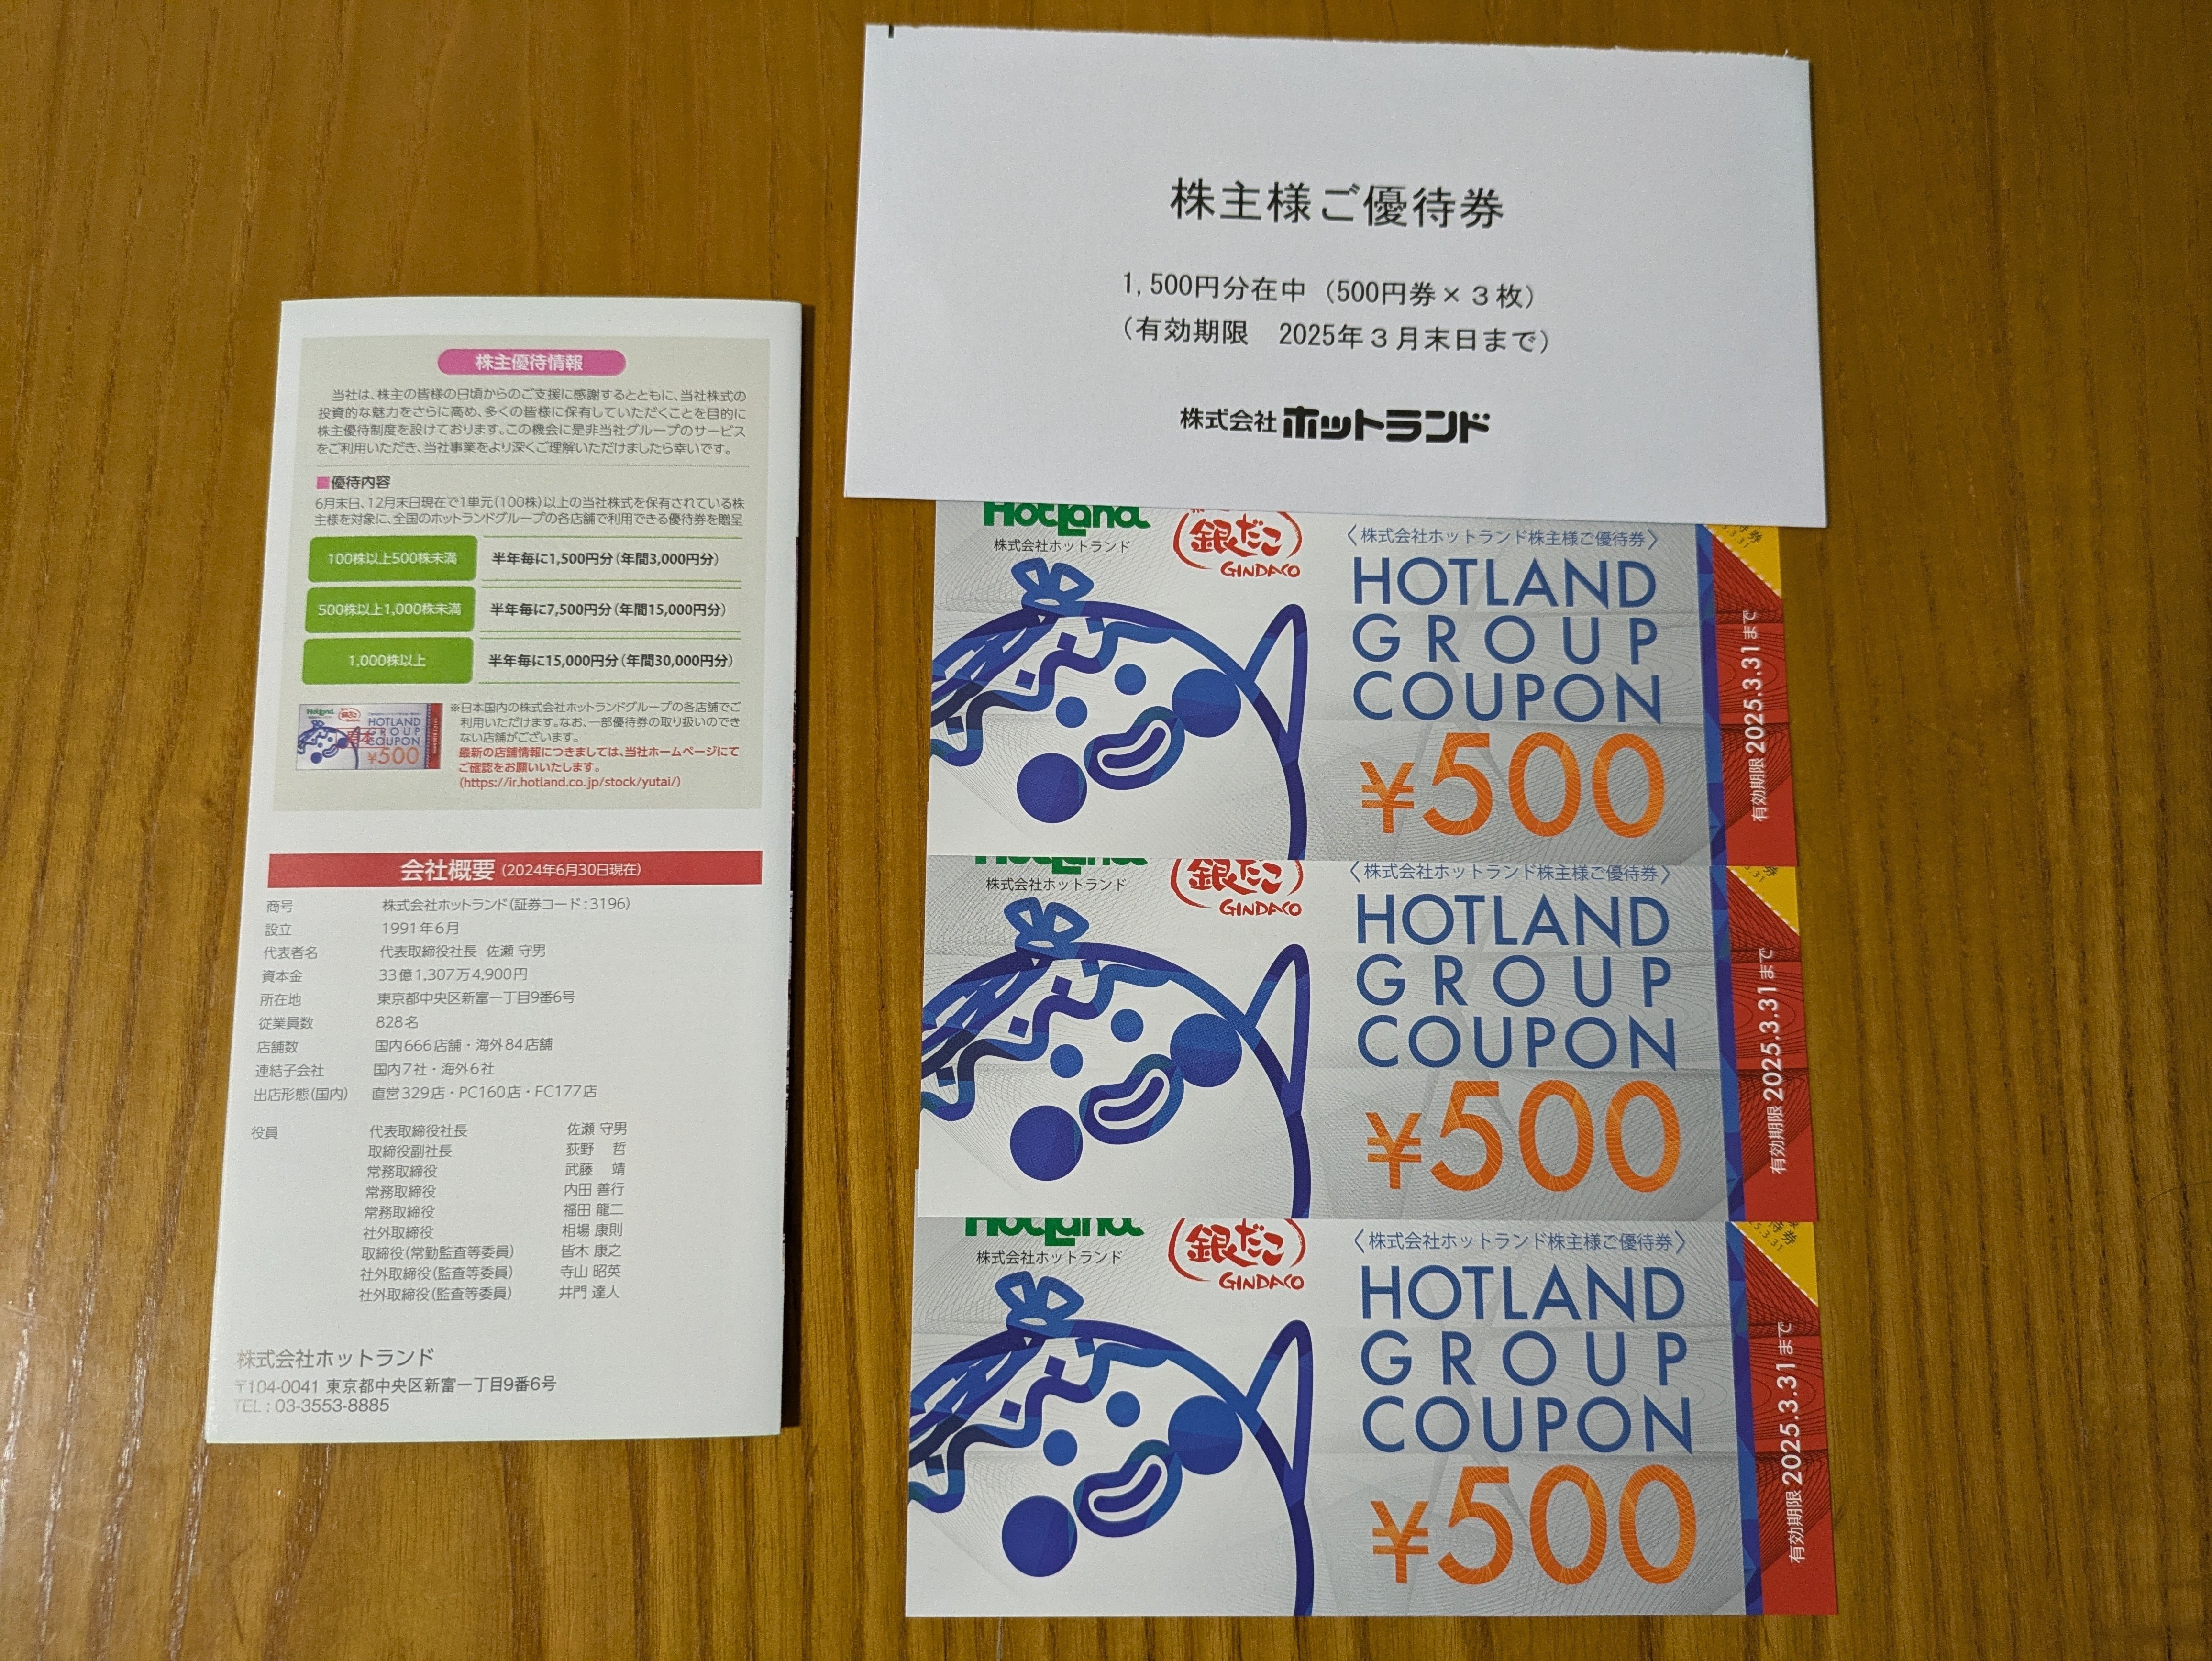 株主優待情報
当社は、株主の皆様の日頃からのご支援に感謝するとともに、当社株式の
投資的な魅力をさらに高め、多くの皆様に保有していただくことを目的に
株主優待制度を設けております。この機会に是非当社グループのサービス
をご利用いただき、当社事業をより深くご理解いただけましたら幸いです。
■優待内容
6月末日、12月末日現在で1単元(100株)以上の当社株式を保有されている株
主様を対象に、全国のホットランドグループの各店舗で利用できる優待券を贈呈
100株以上500株未満 半年毎に1,500円分(年間3,000円分)
500株以上1,000株未満 半年毎に7,500円分(年間15,000円分)
1,000株以上 半年毎に15,000円分(年間30,000円分)
HotLand
銀だこ
HOTLAND
GROUP
COUPON
¥500
※日本国内の株式会社ホットランドグループの各店舗でご
利用いただけます。なお、一部優待券の取り扱いのでき
ない店舗がございます。
最新の店舗情報につきましては、当社ホームページにて
ご確認をお願いいたします。
(https://ir.hotland.co.jp/stock/yutai/)
会社概要 (2024年6月30日現在)
商号 株式会社ホットランド(証券コード:3196)
設立 1991年6月
代表者名 代表取締役社長 佐瀬 守男
資本金 33億1,307万4,900円
所在地 東京都中央区新富一丁目9番6号
従業員数 828名
店舗数 国内666店舗・海外84店舗
連結子会社 国内7社・海外6社
出店形態(国内) 直営329店・PC160店・FC177店
役員 代表取締役社長 佐瀬 守男
取締役副社長 荻野 哲
常務取締役 武藤 靖
常務取締役 内田 善行
常務取締役 福田 龍二
社外取締役 相場 康則
取締役(常勤監査等委員) 皆木 康之
社外取締役(監査等委員) 寺山 昭英
社外取締役(監査等委員) 井門 達人
株式会社ホットランド
〒104-0041 東京都中央区新富一丁目9番6号
TEL : 03-3553-8885
株主様ご優待券
1,500円分在中(500円券×3枚)
(有効期限 2025年3月末日まで)
株式会社ホットランド
HotLand
株式会社ホットランド
銀だこ
GINDACO
〈株式会社ホットランド株主様ご優待券〉
HOTLAND
GROUP
COUPON
¥500
有効期限 2025.3.31まで
HotLand
株式会社ホットランド
銀だこ
GINDACO
〈株式会社ホットランド株主様ご優待券〉
HOTLAND
GROUP
COUPON
¥500
有効期限 2025.3.31まで
HotLand
株式会社ホットランド
銀だこ
GINDACO
〈株式会社ホットランド株主様ご優待券〉
HOTLAND
GROUP
COUPON
¥500
有効期限 2025.3.31まで